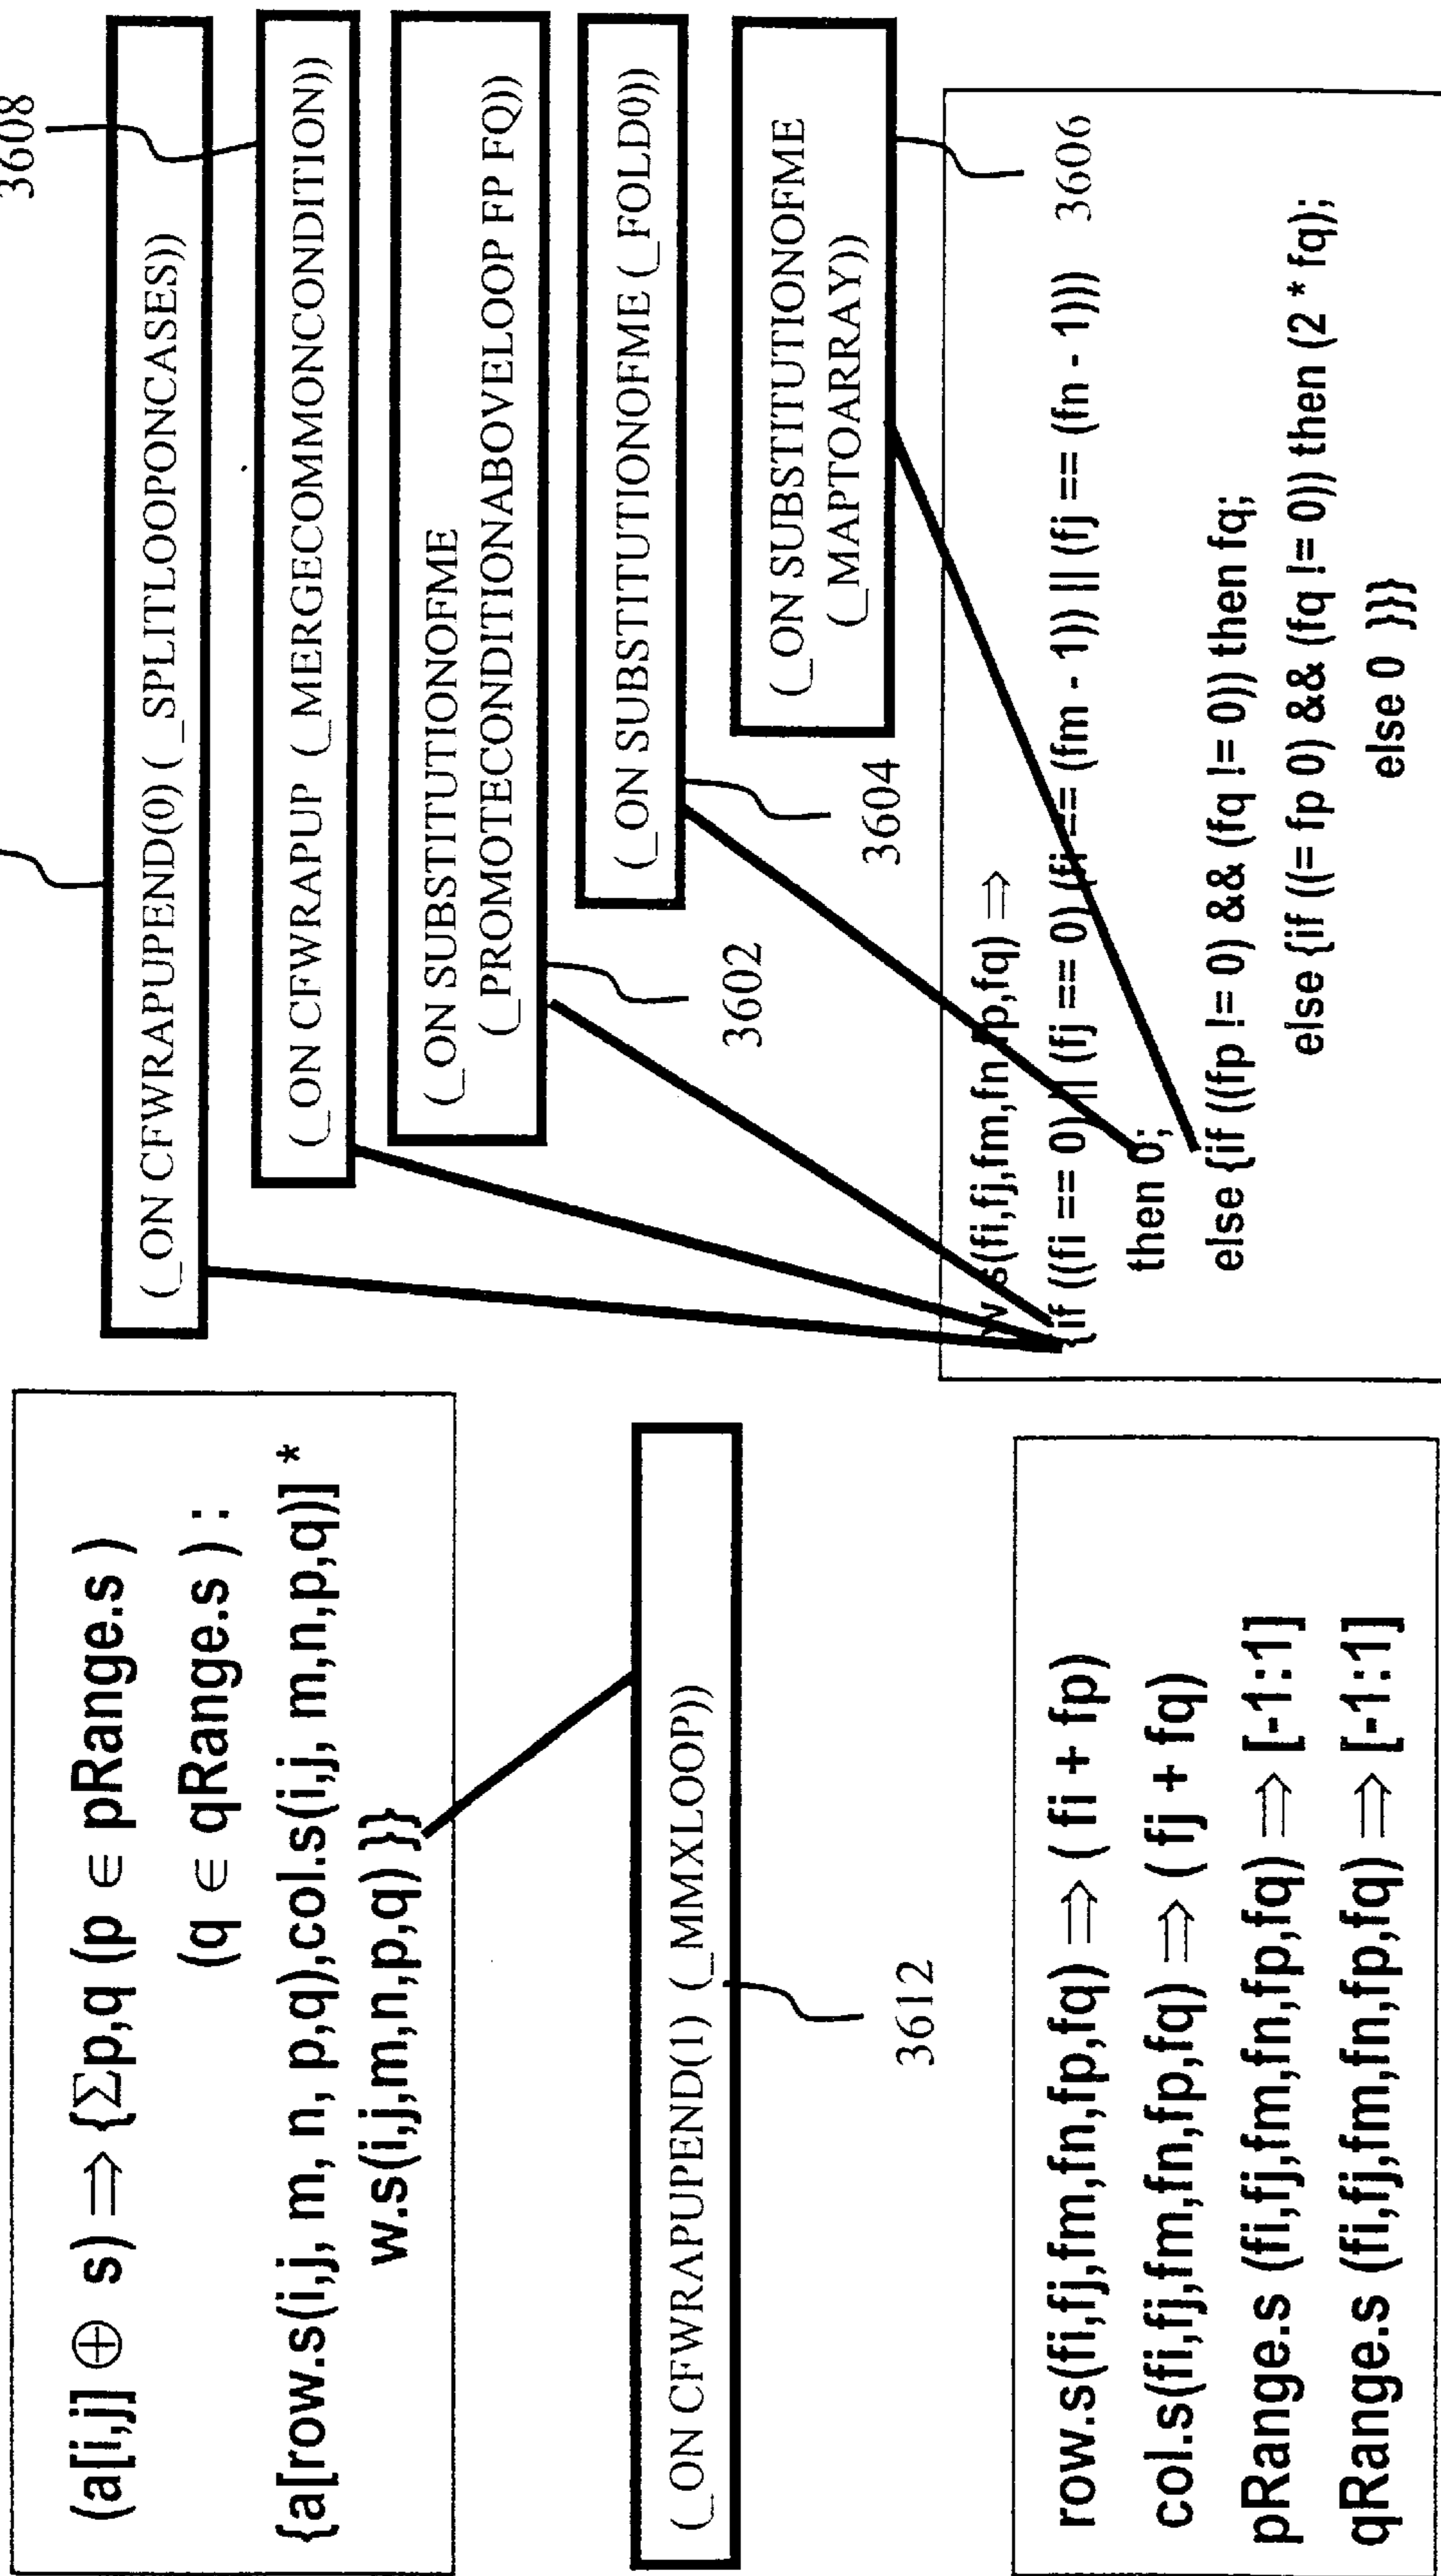 (a[i,j] ⊕ s) ⇒ {Σp,q (p ∈ pRange.s )
(q ∈ qRange.s ) :
{a[row.s(i,j, m, n, p,q),col.s(i,j, m,n,p,q)] *
w.s(i,j,m,n,p,q) }}
(_ON CFWRAPUPEND(1) (_MMXLOOP))
3612
row.s(fi,fj,fm,fn,fp,fq) ⇒ ( fi + fp)
col.s(fi,fj,fm,fn,fp,fq) ⇒ ( fj + fq)
pRange.s (fi,fj,fm,fn,fp,fq) ⇒ [-1:1]
qRange.s (fi,fj,fm,fn,fp,fq) ⇒ [-1:1]
3608
(_ON CFWRAPUPEND(0) ( _SPLITLOOPONCASES))
(_ON CFWRAPUP (_MERGECOMMONCONDITION))
(_ON SUBSTITUTIONOFME
(_PROMOTECONDITIONABOVELOOP FP FQ))
3602
(_ON SUBSTITUTIONOFME (_FOLD0))
3604
(_ON SUBSTITUTIONOFME
(_MAPTOARRAY))
3606
w s(fi,fj,fm,fn fp,fq) ⇒
{if ((fi == 0) || (fj == 0) (fi == (fm - 1)) || (fj == (fn - 1))))
then 0;
else {if ((fp != 0) && (fq != 0)) then fq;
else {if ((= fp 0) && (fq != 0)) then (2 * fq);
else 0 }}}